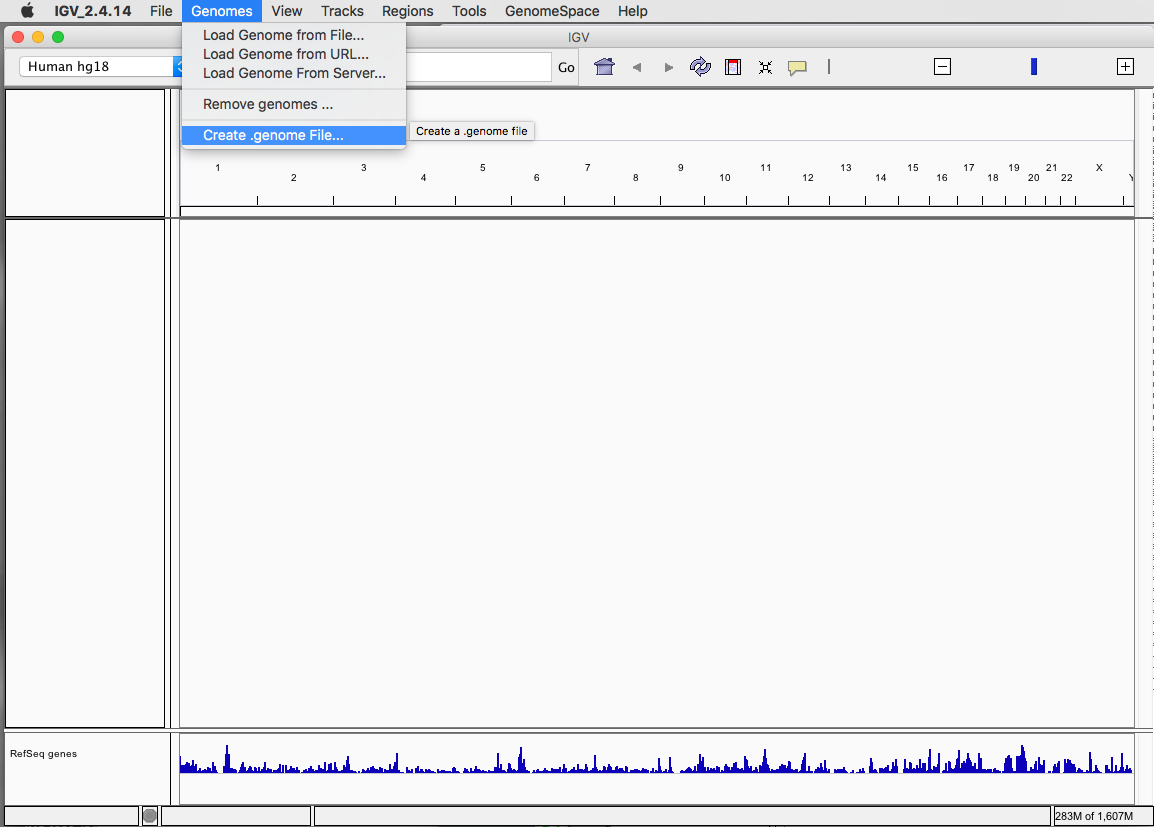 IGV_2.4.14 File Genomes View Tracks Regions Tools GenomeSpace Help
IGV
Load Genome from File...
Load Genome from URL...
Load Genome From Server...
Remove genomes ...
Create .genome File...
Create a .genome file
Human hg18
Go
1 2 3 4 5 6 7 8 9 10 11 12 13 14 15 16 17 18 19 20 21 22 X Y
RefSeq genes
283M of 1,607M